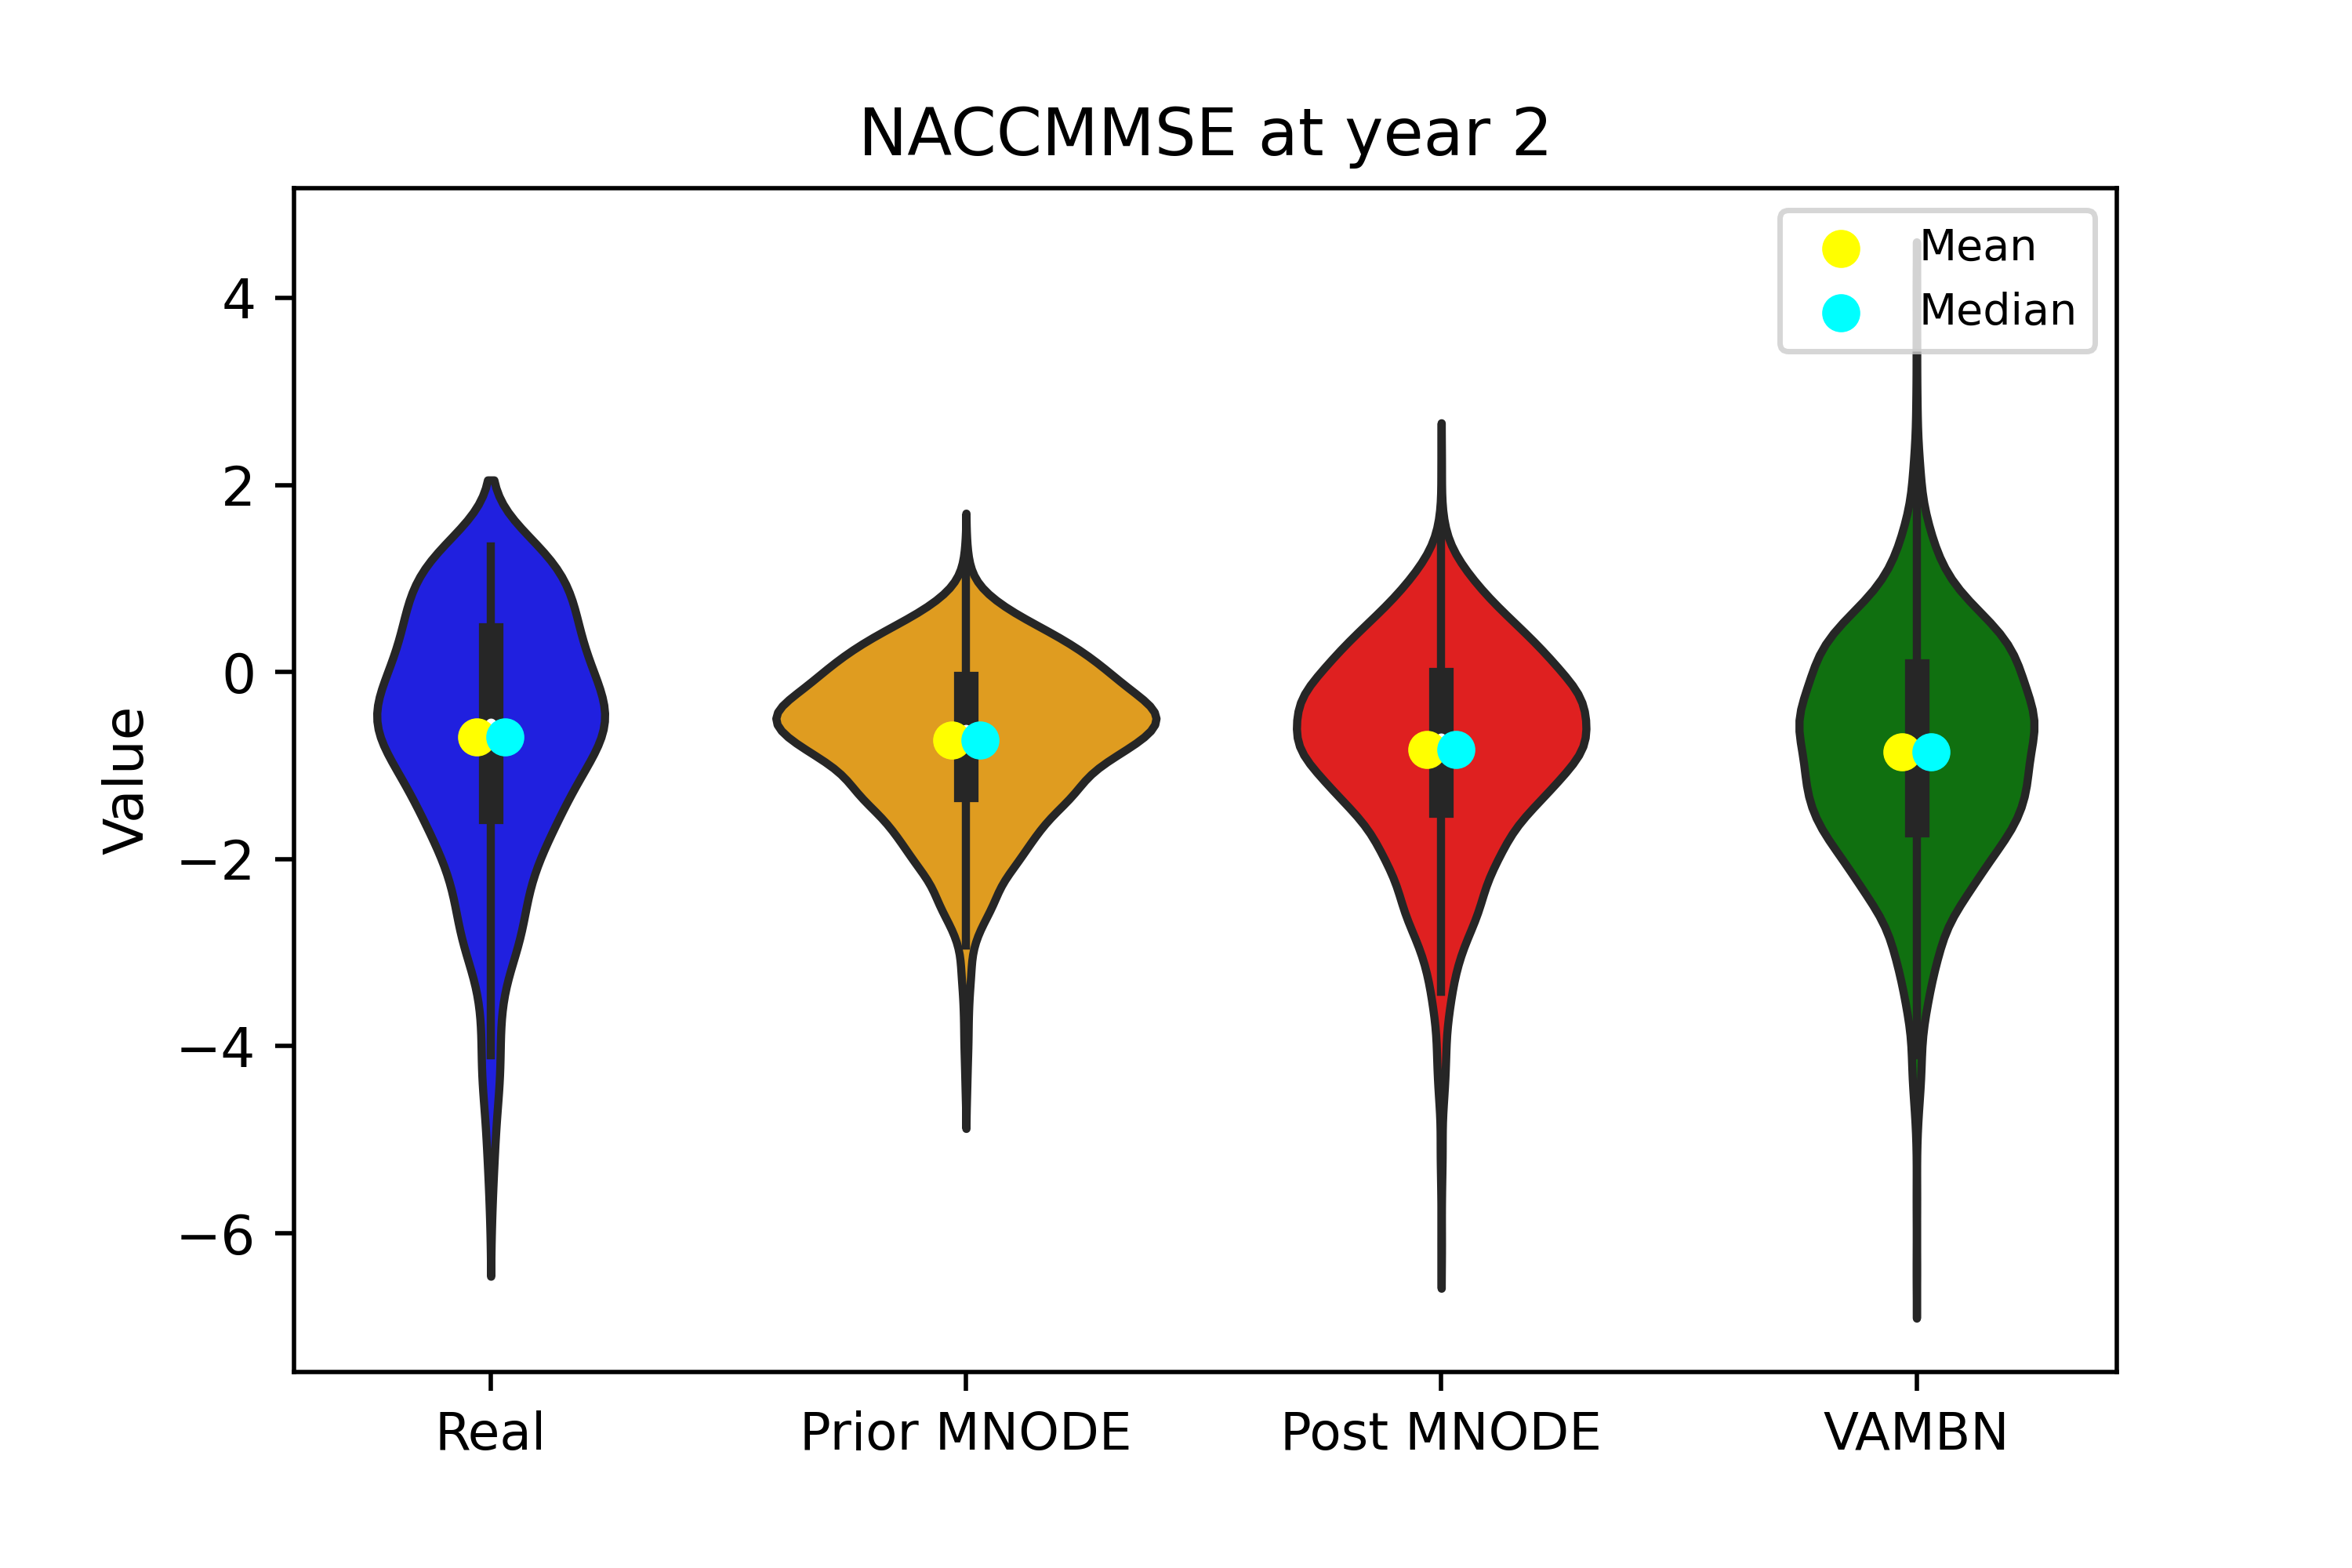 NACCMMSE at year 2
Mean
Median
4
2
0
−2
−4
−6
Value
Real
Prior MNODE
Post MNODE
VAMBN